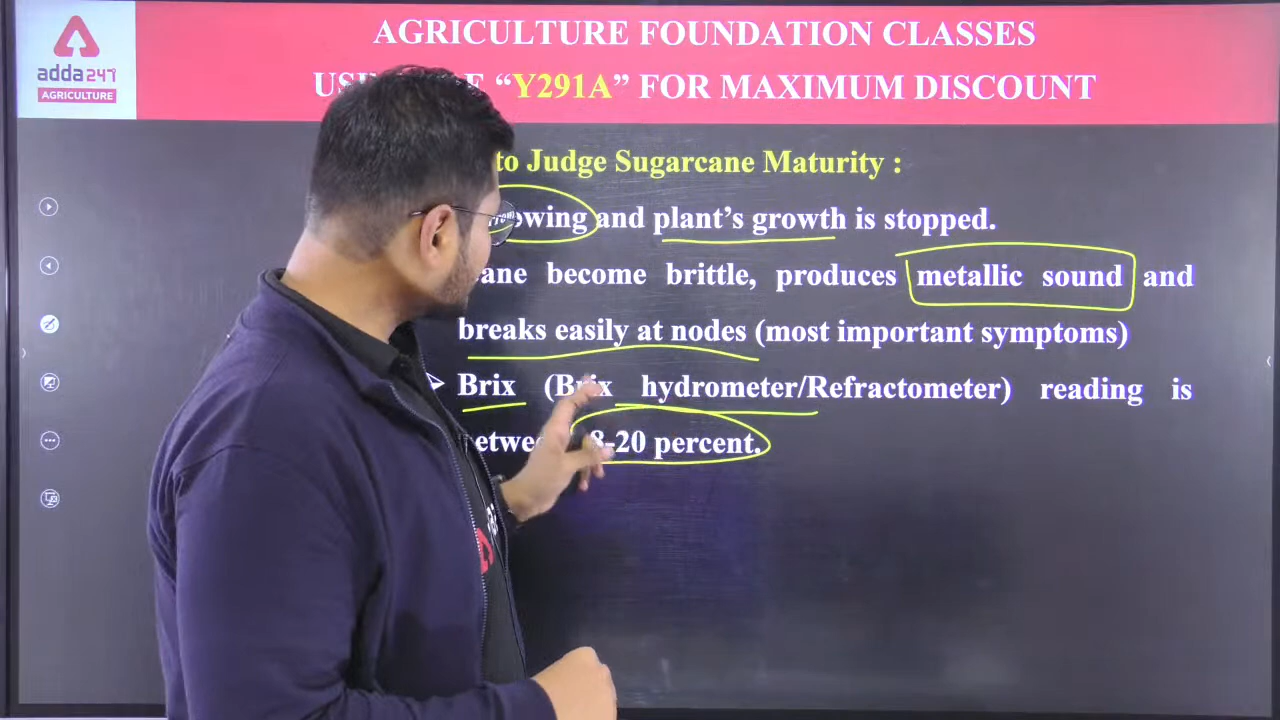 AGRICULTURE FOUNDATION CLASSES
adda247
AGRICULTURE
“Y291A” FOR MAXIMUM DISCOUNT
to Judge Sugarcane Maturity :
and plant’s growth is stopped.
become brittle, produces metallic sound and
breaks easily at nodes (most important symptoms)
Brix (Brix hydrometer/Refractometer) reading is
percent.